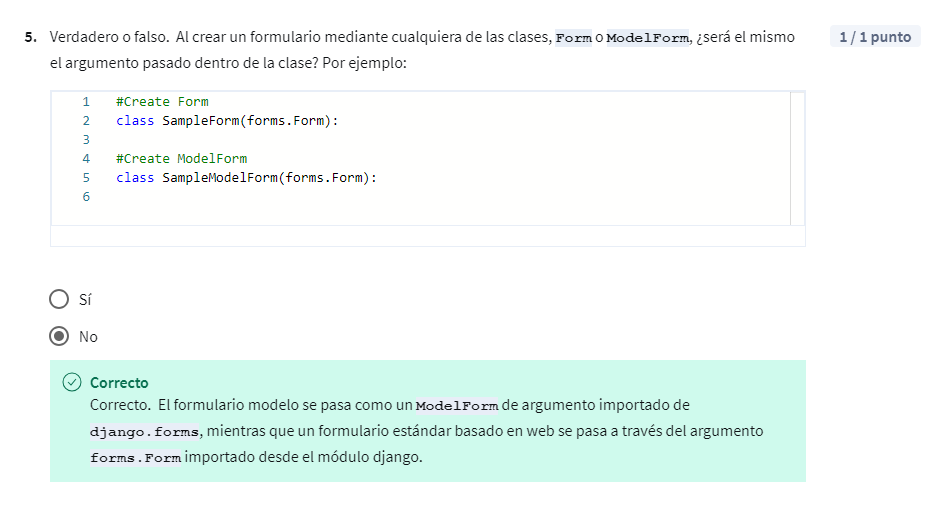 5. Verdadero o falso. Al crear un formulario mediante cualquiera de las clases, Form o ModelForm, ¿será el mismo
1 / 1 punto
el argumento pasado dentro de la clase? Por ejemplo:
1 #Create Form
2 class SampleForm(forms.Form):
3
4 #Create ModelForm
5 class SampleModelForm(forms.Form):
6
Sí
No
Correcto
Correcto. El formulario modelo se pasa como un ModelForm de argumento importado de
django.forms, mientras que un formulario estándar basado en web se pasa a través del argumento
forms.Form importado desde el módulo django.